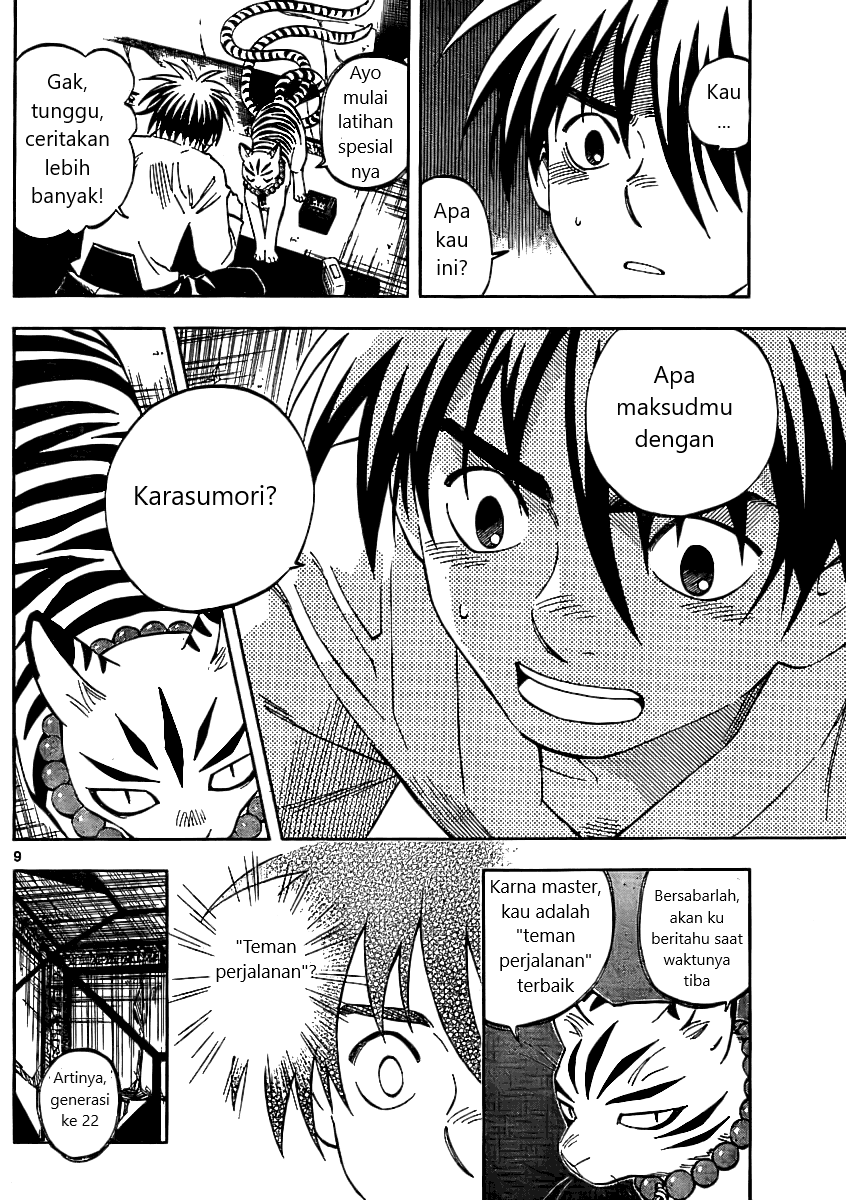 Kau
...
Apa
kau
ini?
Ayo
mulai
latihan
spesial
nya
Gak,
tunggu,
ceritakan
lebih
banyak!
Apa
maksudmu
dengan
Karasumori?
9
Bersabarlah,
akan ku
beritahu saat
waktunya
tiba
Karna master,
kau adalah
"teman
perjalanan"
terbaik
"Teman
perjalanan"?
Artinya,
generasi
ke 22